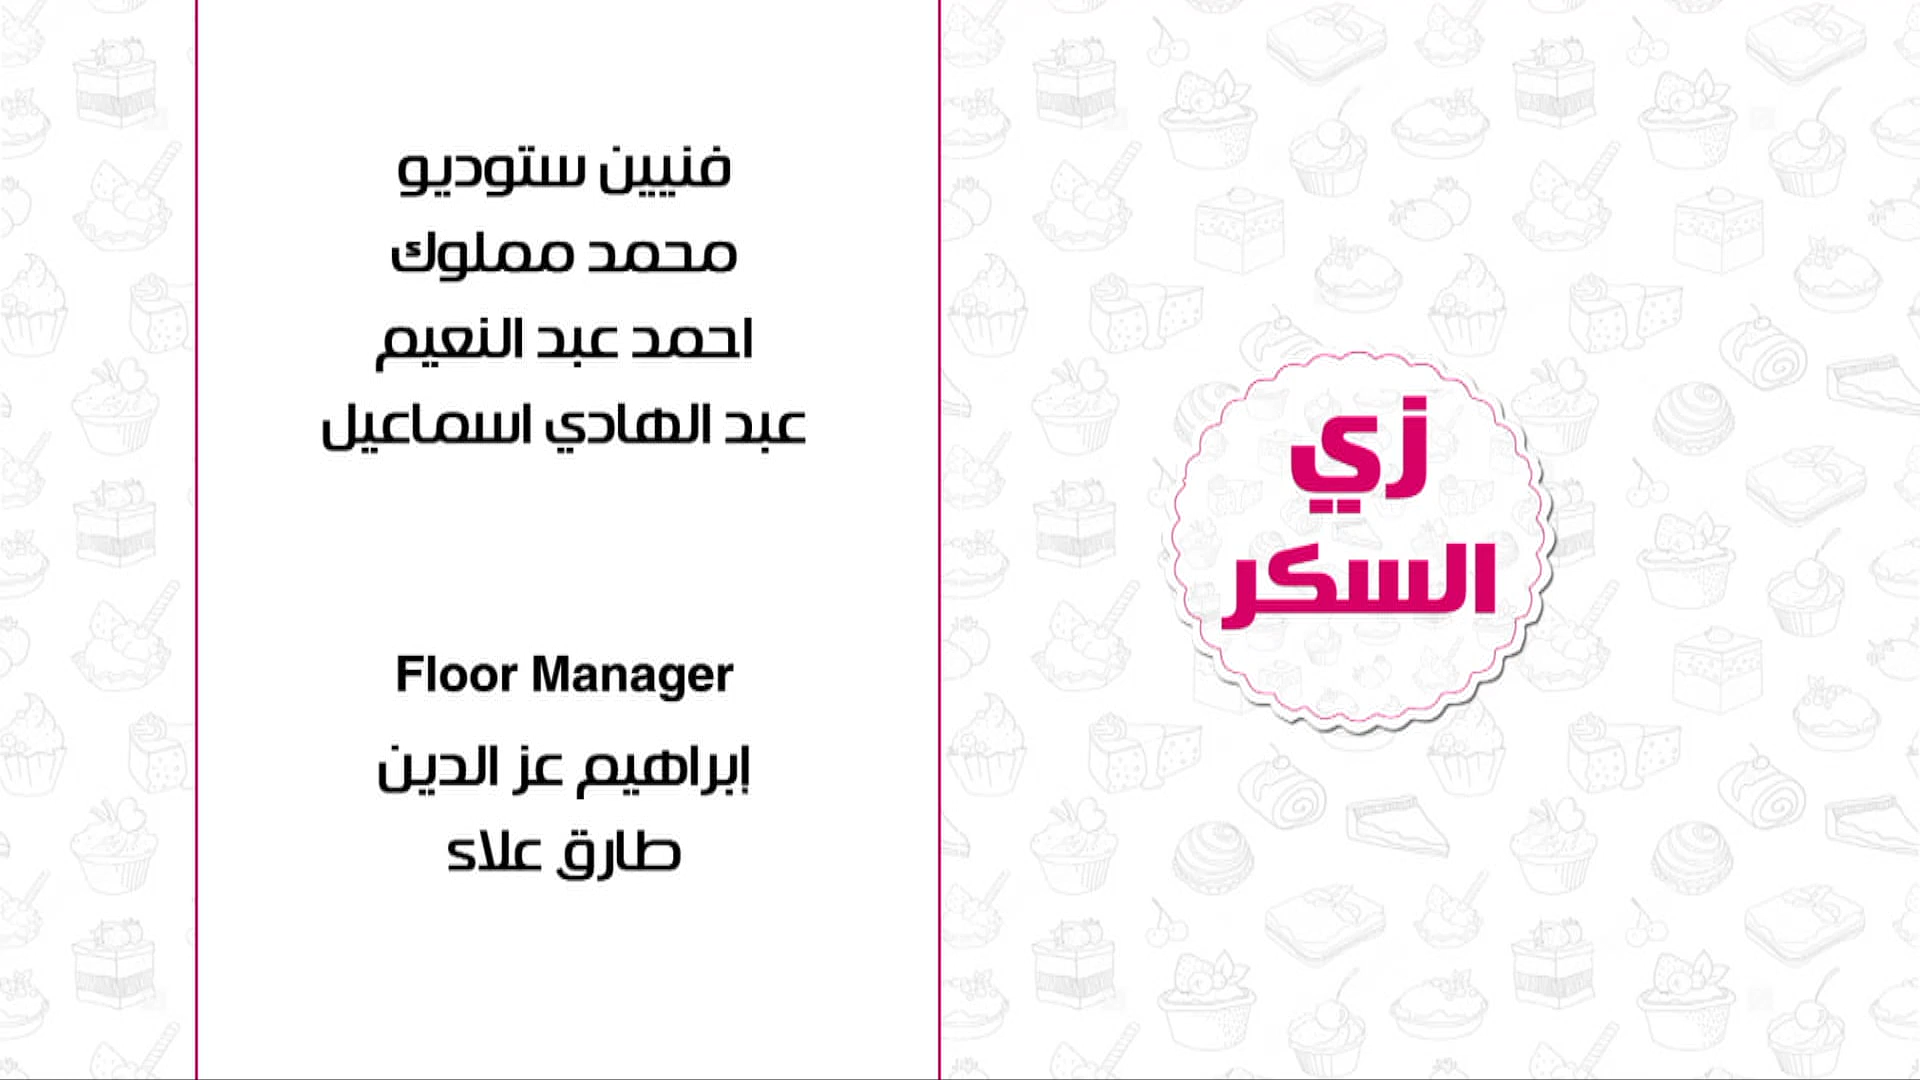 فنيين ستوديو
محمد مملوك
احمد عبد النعيم
عبد الهادي اسماعيل
Floor Manager
إبراهيم عز الدين
طارق علاء
زي
السكر